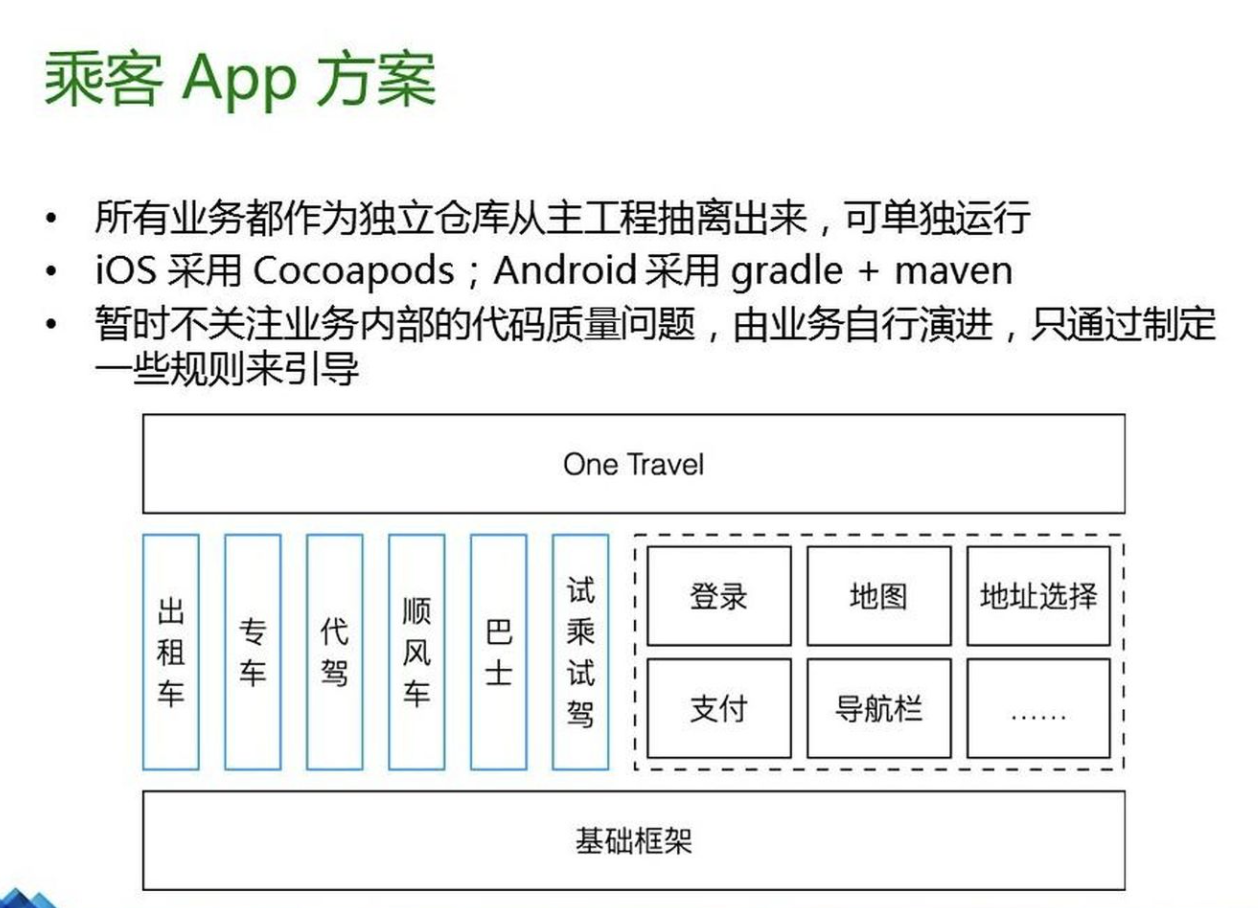 乘客 App 方案
• 所有业务都作为独立仓库从主工程抽离出来，可单独运行
• iOS 采用 Cocoapods；Android 采用 gradle + maven
• 暂时不关注业务内部的代码质量问题，由业务自行演进，只通过制定
一些规则来引导
One Travel
出租车
专车
代驾
顺风车
巴士
试乘试驾
登录
地图
地址选择
支付
导航栏
……
基础框架